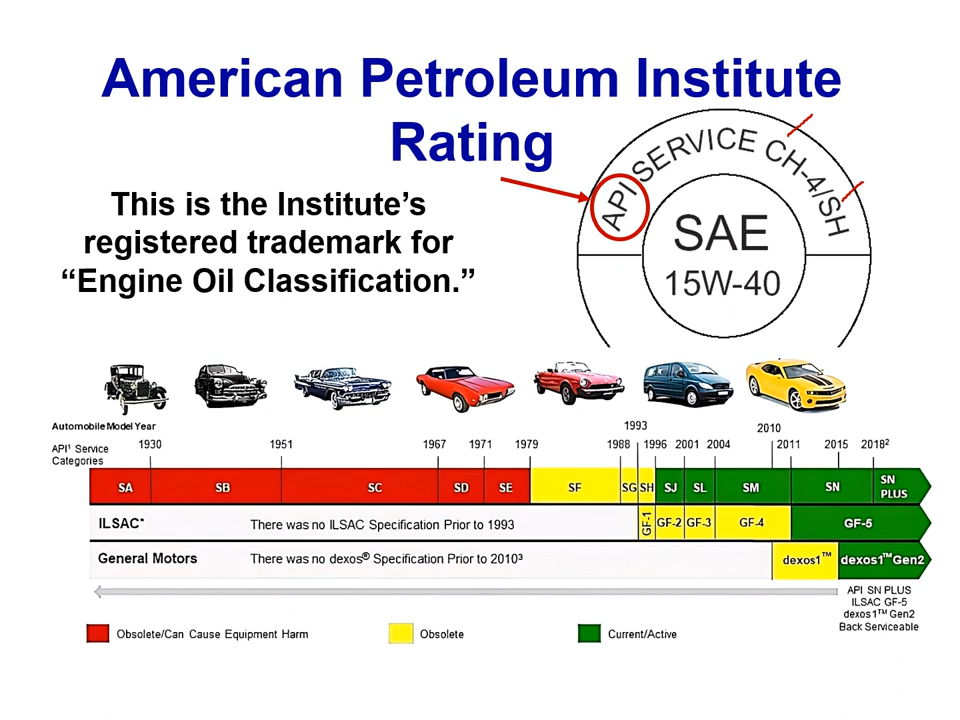 American Petroleum Institute
Rating
This is the Institute's
registered trademark for
“Engine Oil Classification.”
API SERVICE CH-4/SH
SAE
15W-40
Automobile Model Year
API¹ Service
Categories
1930
1951
1967
1971
1979
1988
1993
1996
2001
2004
2010
2011
2015
2018²
SA
SB
SC
SD
SE
SF
SG
SH
SJ
SL
SM
SN
SN
PLUS
ILSAC*
There was no ILSAC Specification Prior to 1993
GF-1
GF-2
GF-3
GF-4
GF-5
General Motors
There was no dexos® Specification Prior to 2010³
dexos1™
dexos1™Gen2
API SN PLUS
ILSAC GF-5
dexos1™ Gen2
Back Serviceable
Obsolete/Can Cause Equipment Harm
Obsolete
Current/Active